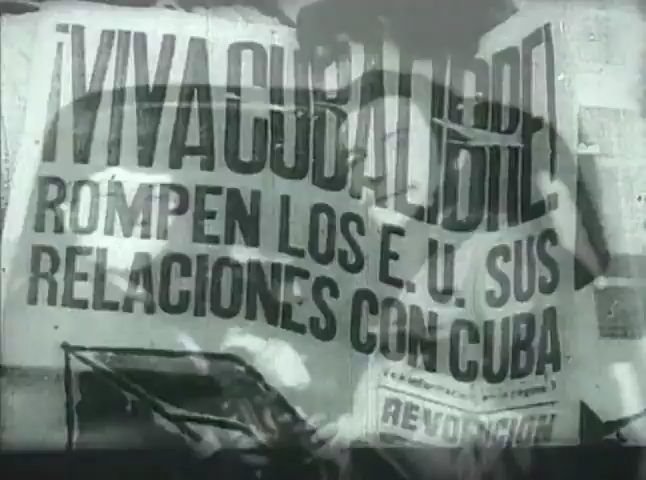 ¡VIVA CUBA LIBRE!
ROMPEN LOS E. U. SUS
RELACIONES CON CUBA
REVOLUCION